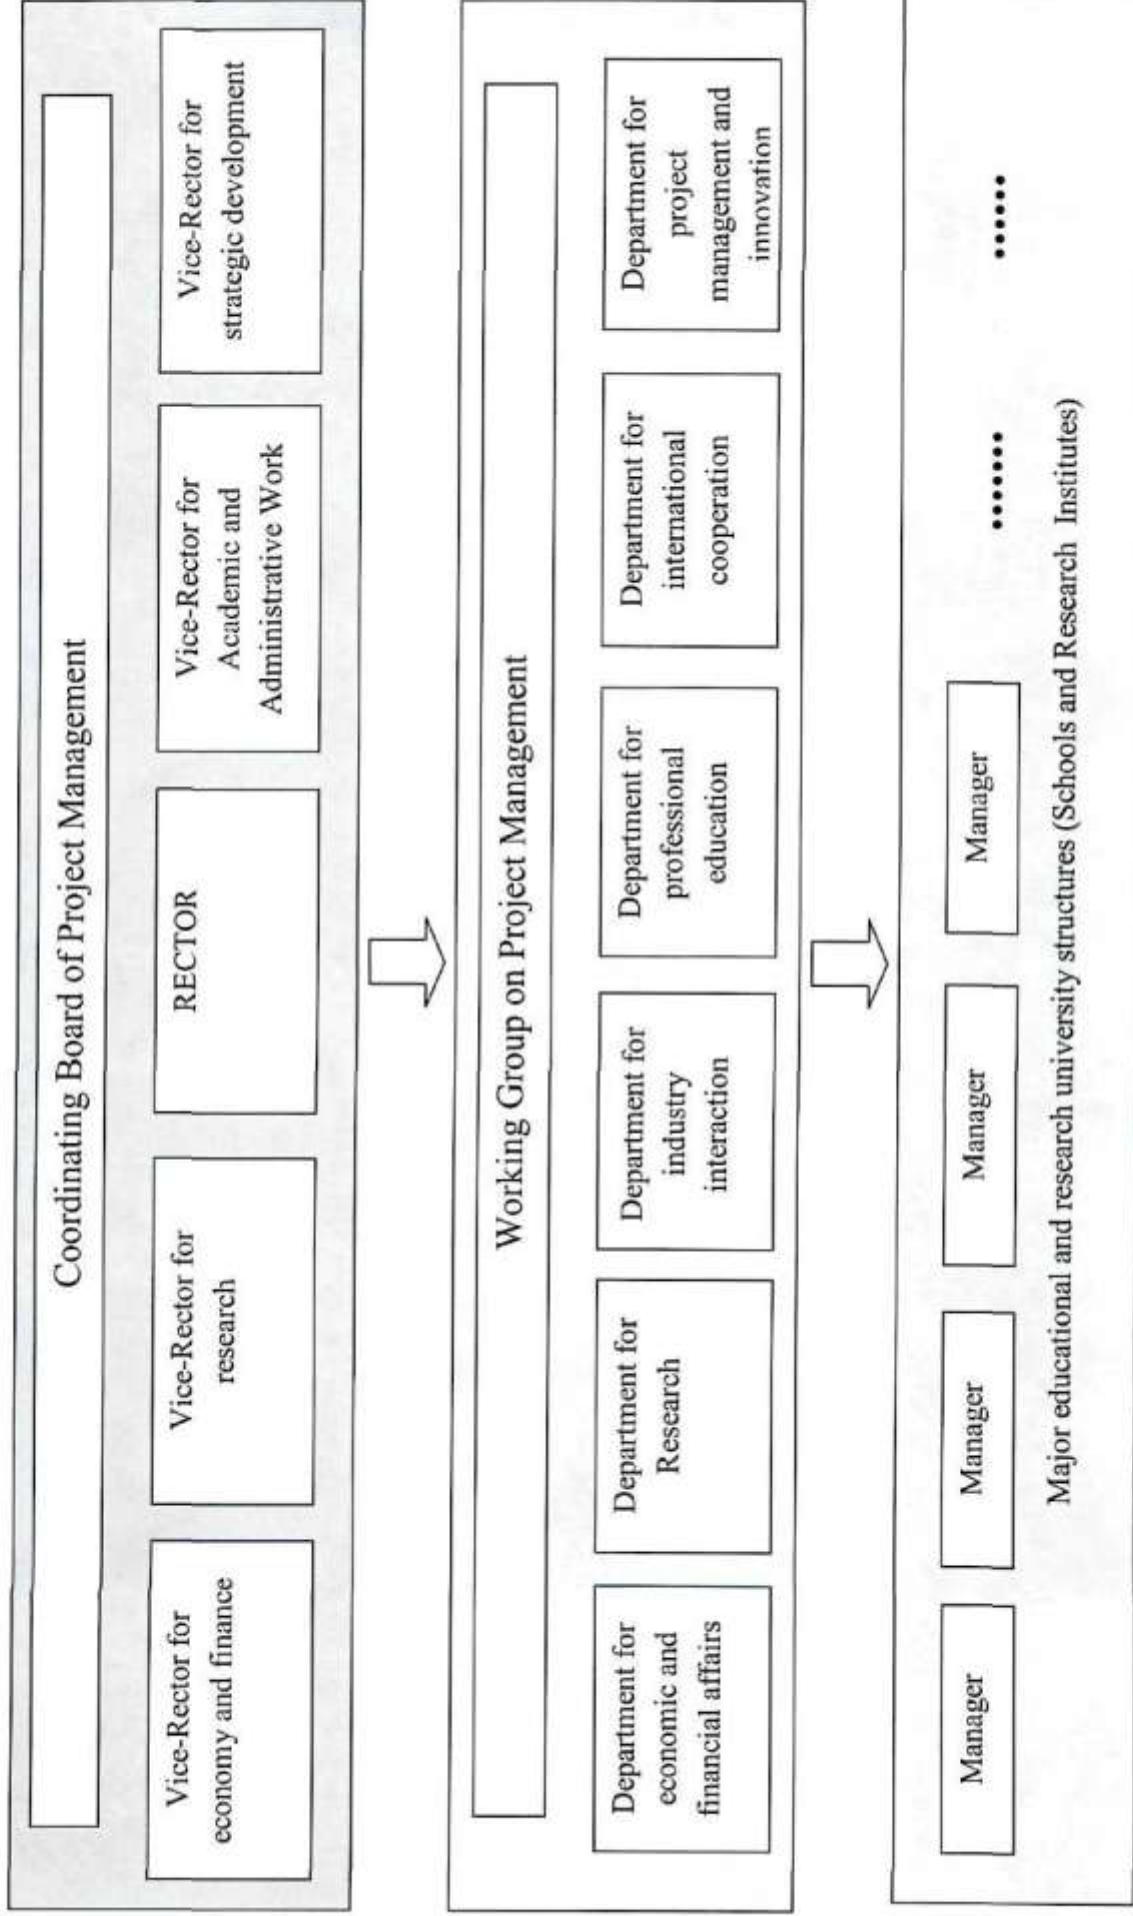 Coordinating Board of Project Management
Vice-Rector for
economy and finance
Vice-Rector for
research
RECTOR
Vice-Rector for
Academic and
Administrative Work
Vice-Rector for
strategic development
Working Group on Project Management
Department for
economic and
financial affairs
Department for
Research
Department for
industry
interaction
Department for
professional
education
Department for
international
cooperation
Department for
project
management and
innovation
Manager
Manager
Manager
Manager
.......
......
Major educational and research university structures (Schools and Research Institutes)